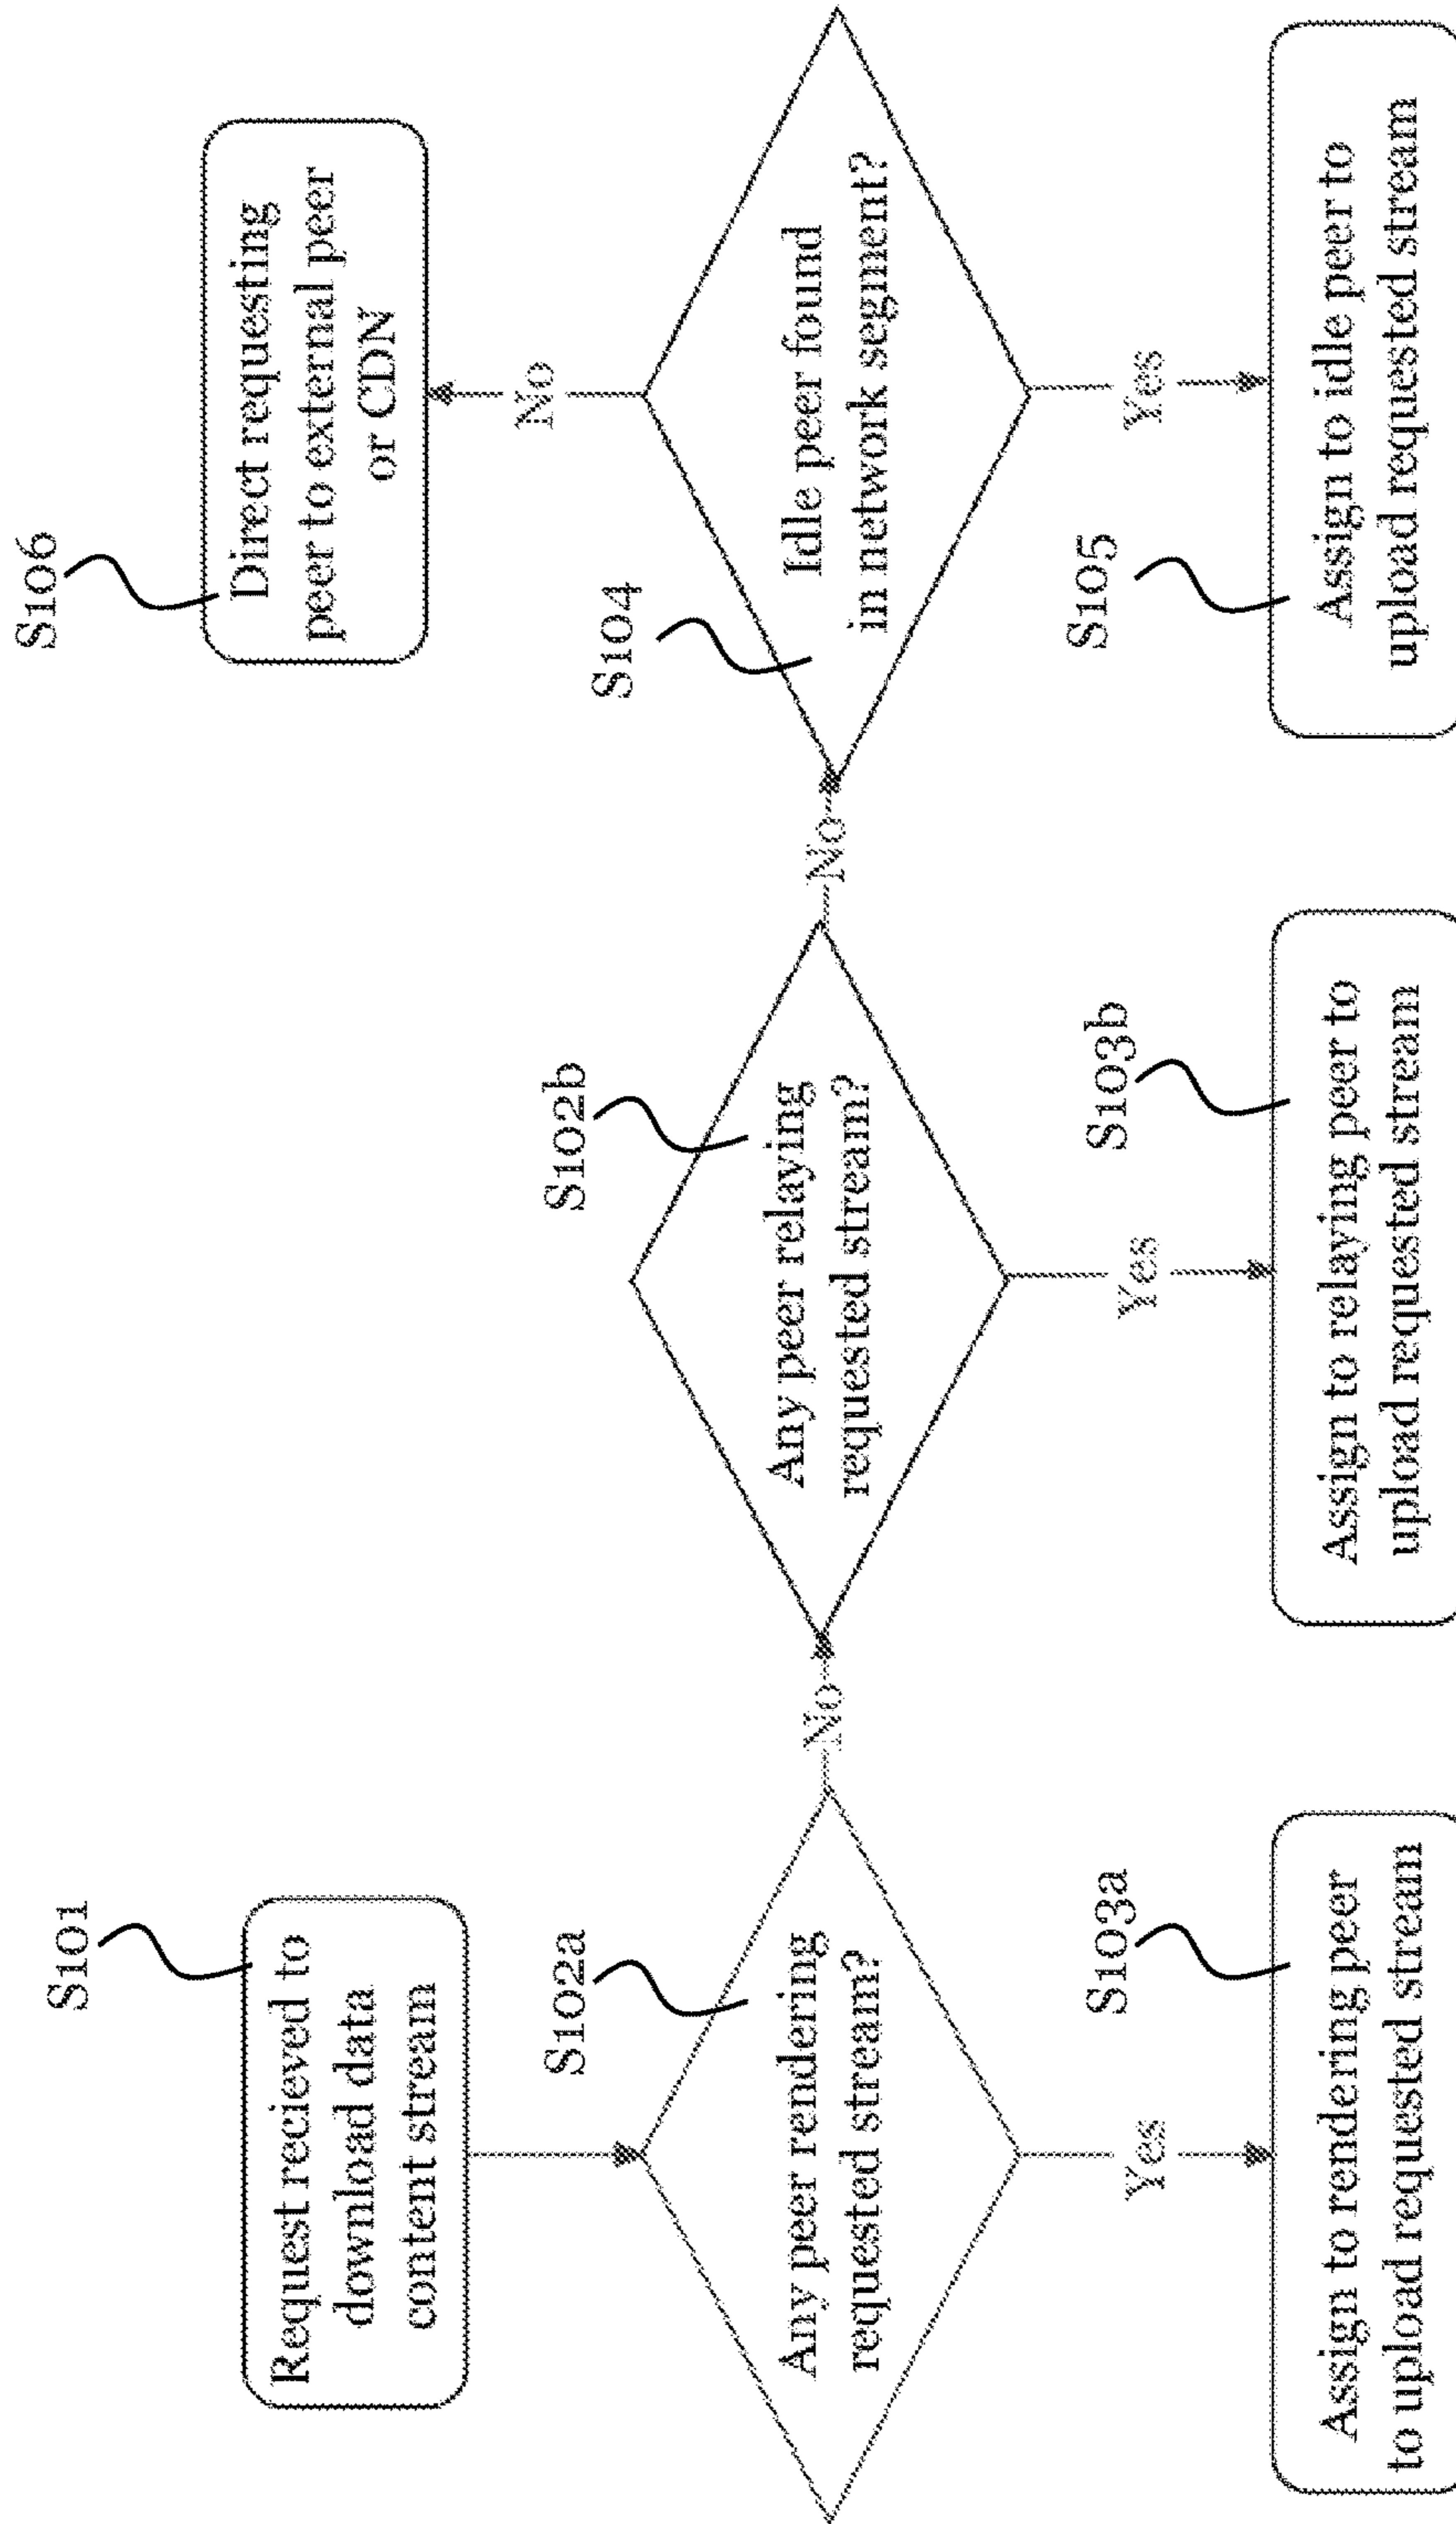 S101
Request recieved to
download data
content stream
S102a
Any peer rendering
requested stream?
Yes
S103a
Assign to rendering peer
to upload requested stream
No
S102b
Any peer relaying
requested stream?
Yes
S103b
Assign to relaying peer to
upload requested stream
No
S104
Idle peer found
in network segment?
Yes
S105
Assign to idle peer to
upload requested stream
No
S106
Direct requesting
peer to external peer
or CDN